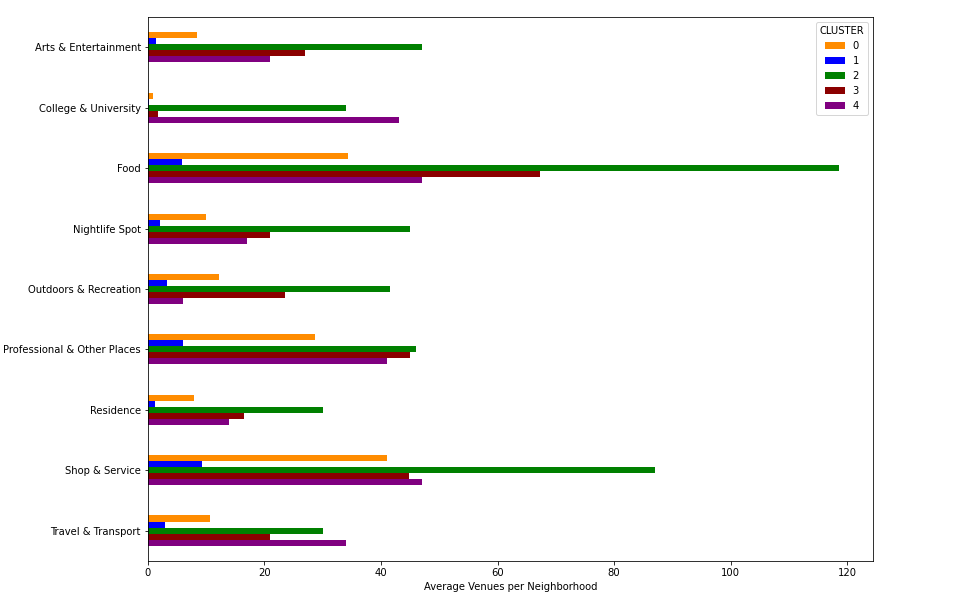 CLUSTER
0
1
2
3
4
Arts & Entertainment
College & University
Food
Nightlife Spot
Outdoors & Recreation
Professional & Other Places
Residence
Shop & Service
Travel & Transport
0 20 40 60 80 100 120
Average Venues per Neighborhood